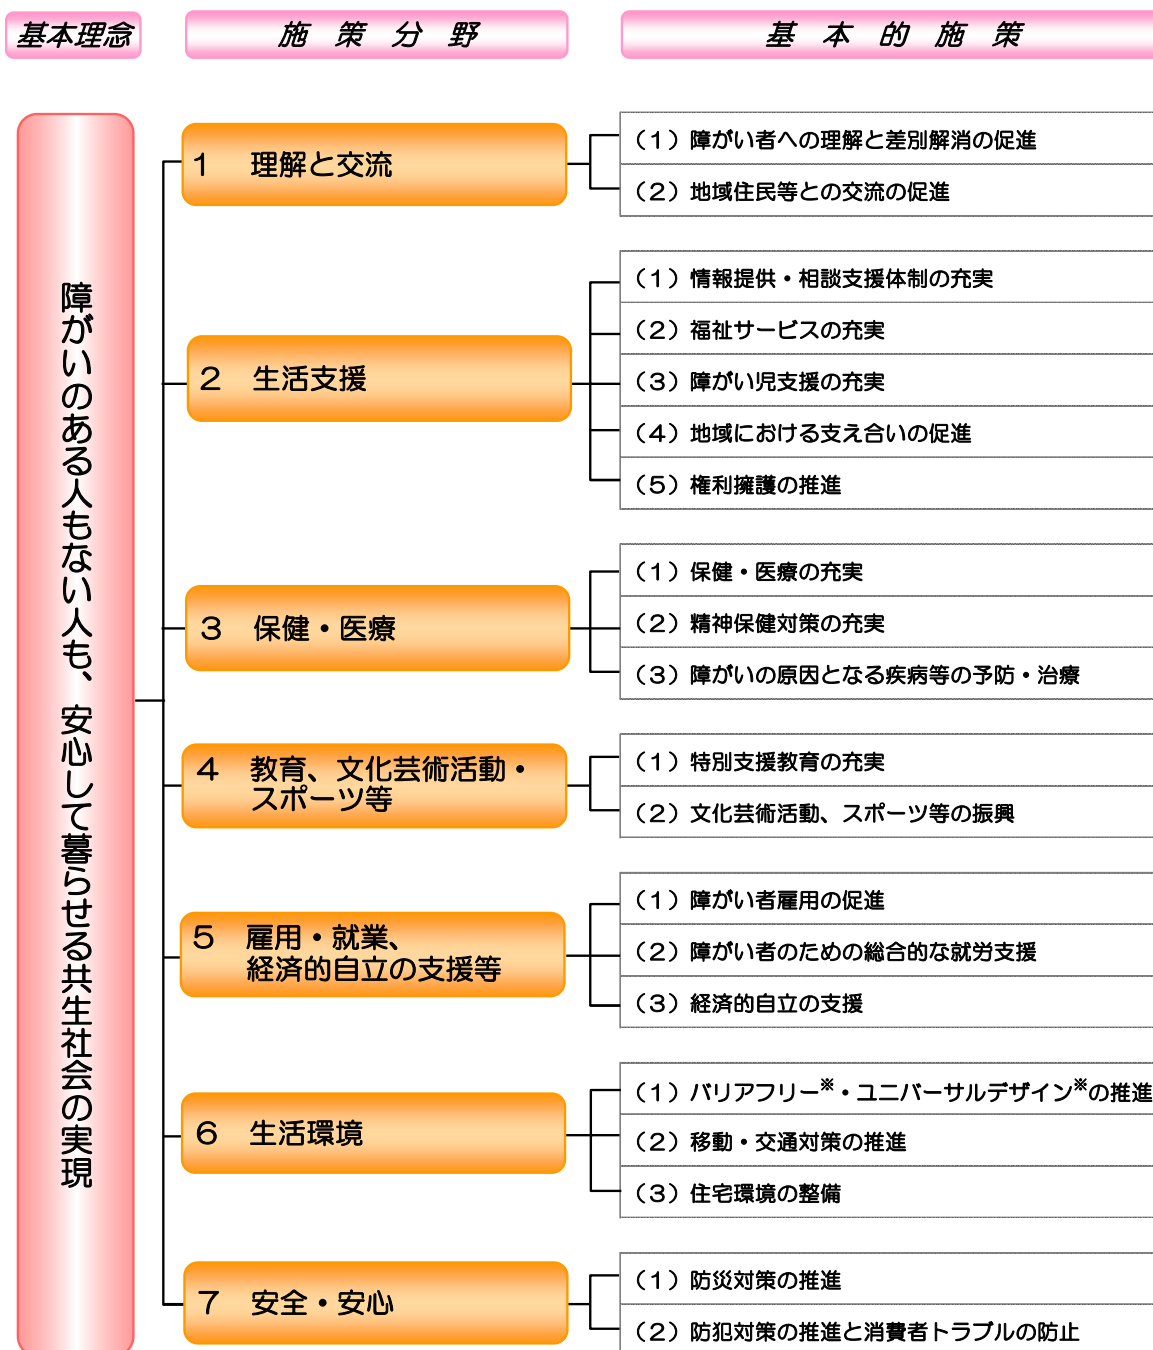 基本理念
施策分野
基本的施策
障がいのある人もない人も、安心して暮らせる共生社会の実現
1 理解と交流
（1）障がい者への理解と差別解消の促進
（2）地域住民等との交流の促進
2 生活支援
（1）情報提供・相談支援体制の充実
（2）福祉サービスの充実
（3）障がい児支援の充実
（4）地域における支え合いの促進
（5）権利擁護の推進
3 保健・医療
（1）保健・医療の充実
（2）精神保健対策の充実
（3）障がいの原因となる疾病等の予防・治療
4 教育、文化芸術活動・
スポーツ等
（1）特別支援教育の充実
（2）文化芸術活動、スポーツ等の振興
5 雇用・就業、
経済的自立の支援等
（1）障がい者雇用の促進
（2）障がい者のための総合的な就労支援
（3）経済的自立の支援
6 生活環境
（1）バリアフリー※・ユニバーサルデザイン※の推進
（2）移動・交通対策の推進
（3）住宅環境の整備
7 安全・安心
（1）防災対策の推進
（2）防犯対策の推進と消費者トラブルの防止